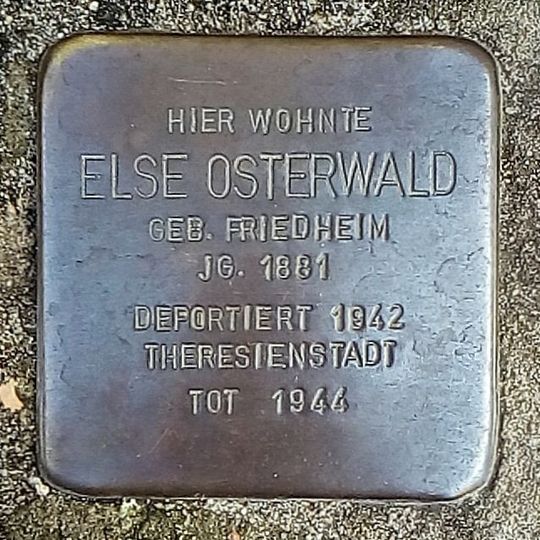 HIER WOHNTE
ELSE OSTERWALD
GEB. FRIEDHEIM
JG. 1881
DEPORTIERT 1942
THERESIENSTADT
TOT 1944